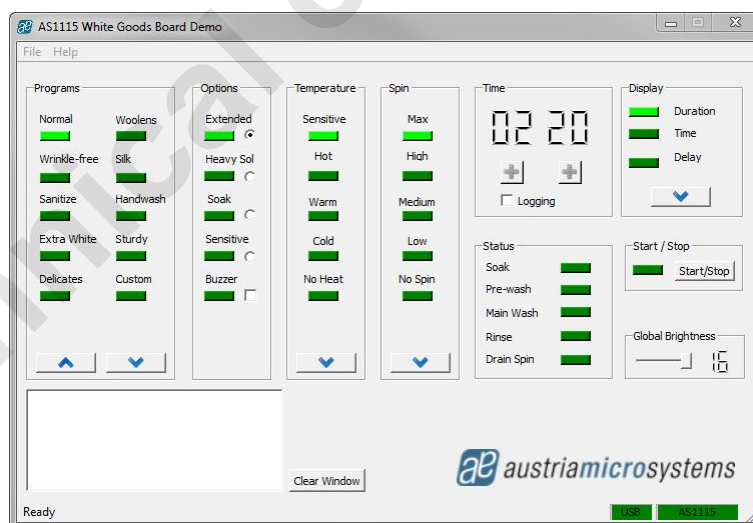 AS1115 White Goods Board Demo
File Help
Programs
Normal Woolens
Wrinkle-free Silk
Sanitize Handwash
Extra White Sturdy
Delicates Custom
Options
Extended
Heavy Sol
Soak
Sensitive
Buzzer
Temperature
Sensitive
Hot
Warm
Cold
No Heat
Spin
Max
High
Medium
Low
No Spin
Time
02 20
Logging
Display
Duration
Time
Delay
Status
Soak
Pre-wash
Main Wash
Rinse
Drain Spin
Start / Stop
Start/Stop
Global Brightness
16
Clear Window
ae austriamicrosystems
Ready
USB AS1115